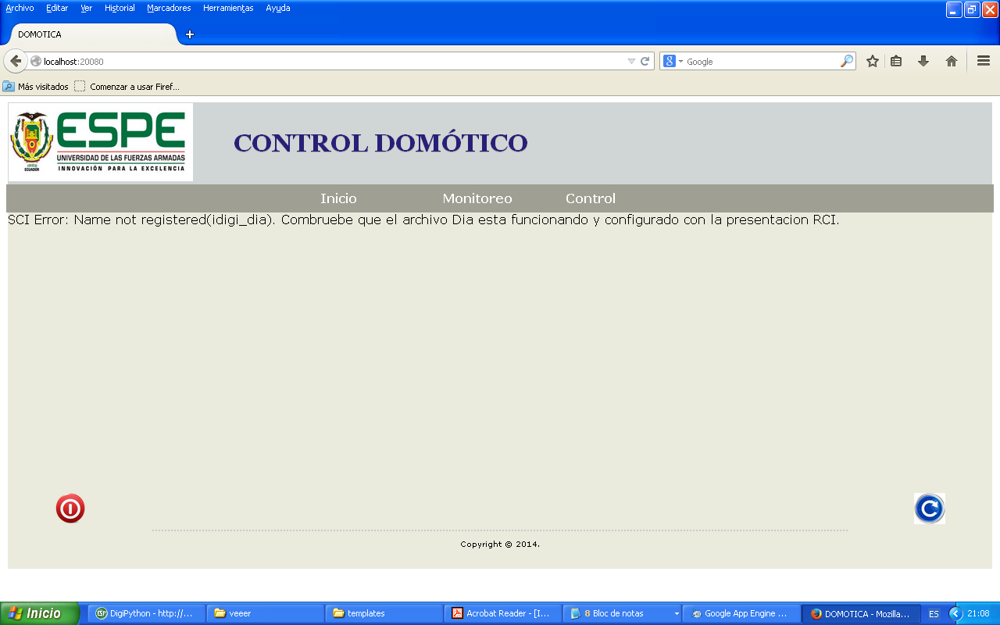 Archivo Editar Ver Historial Marcadores Herramientas Ayuda
DOMOTICA
localhost:20080
Google
Más visitados Comenzar a usar Firef...
ESPE
UNIVERSIDAD DE LAS FUERZAS ARMADAS
INNOVACIÓN PARA LA EXCELENCIA
ECUADOR
CONTROL DOMÓTICO
Inicio Monitoreo Control
SCI Error: Name not registered(idigi_dia). Combruebe que el archivo Dia esta funcionando y configurado con la presentacion RCI.
Copyright © 2014.
Inicio DigiPython - http://... veeer templates Acrobat Reader - [I... 8 Bloc de notas Google App Engine ... DOMOTICA - Mozilla... ES 21:08